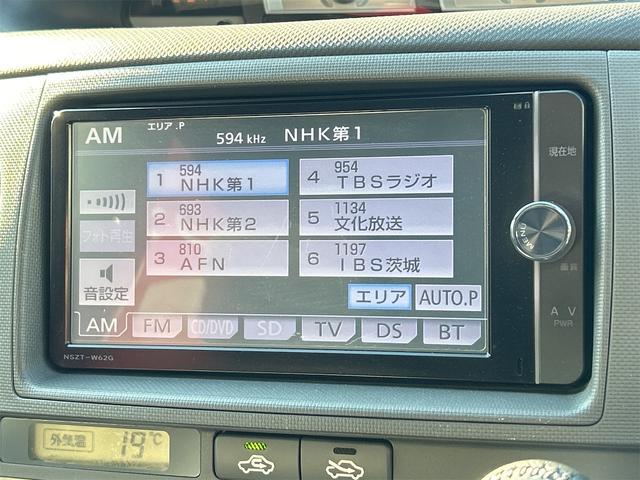 AM エリア.P 594 kHz NHK第1
1 594 NHK第1
2 693 NHK第2
3 810 AFN
4 954 TBSラジオ
5 1134 文化放送
6 1197 IBS茨城
フォト再生
音設定
エリア AUTO.P
AM FM CD/DVD SD TV DS BT
NSZT-W62G
現在地
MENU
画質
A V
PWR
外気温 19℃